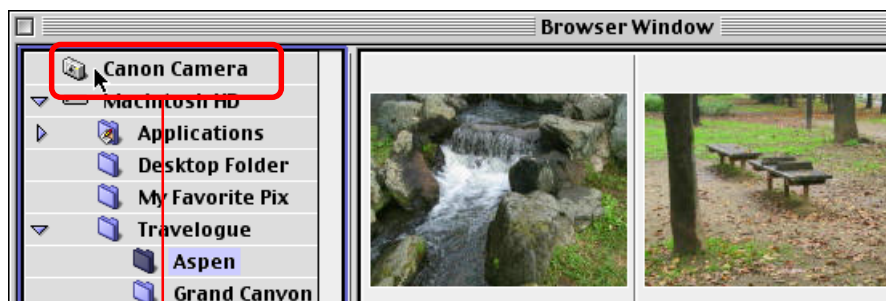 Browser Window
Canon Camera
Macintosh HD
Applications
Desktop Folder
My Favorite Pix
Travelogue
Aspen
Grand Canyon